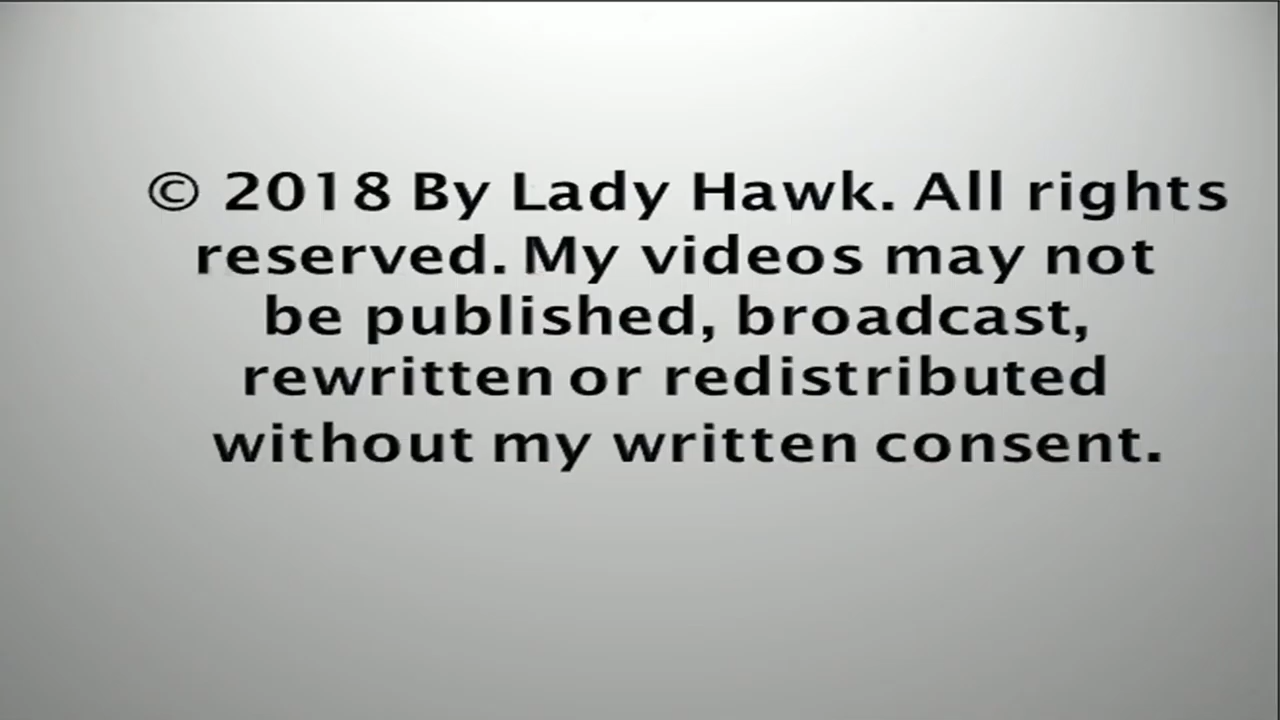 © 2018 By Lady Hawk. All rights
reserved. My videos may not
be published, broadcast,
rewritten or redistributed
without my written consent.